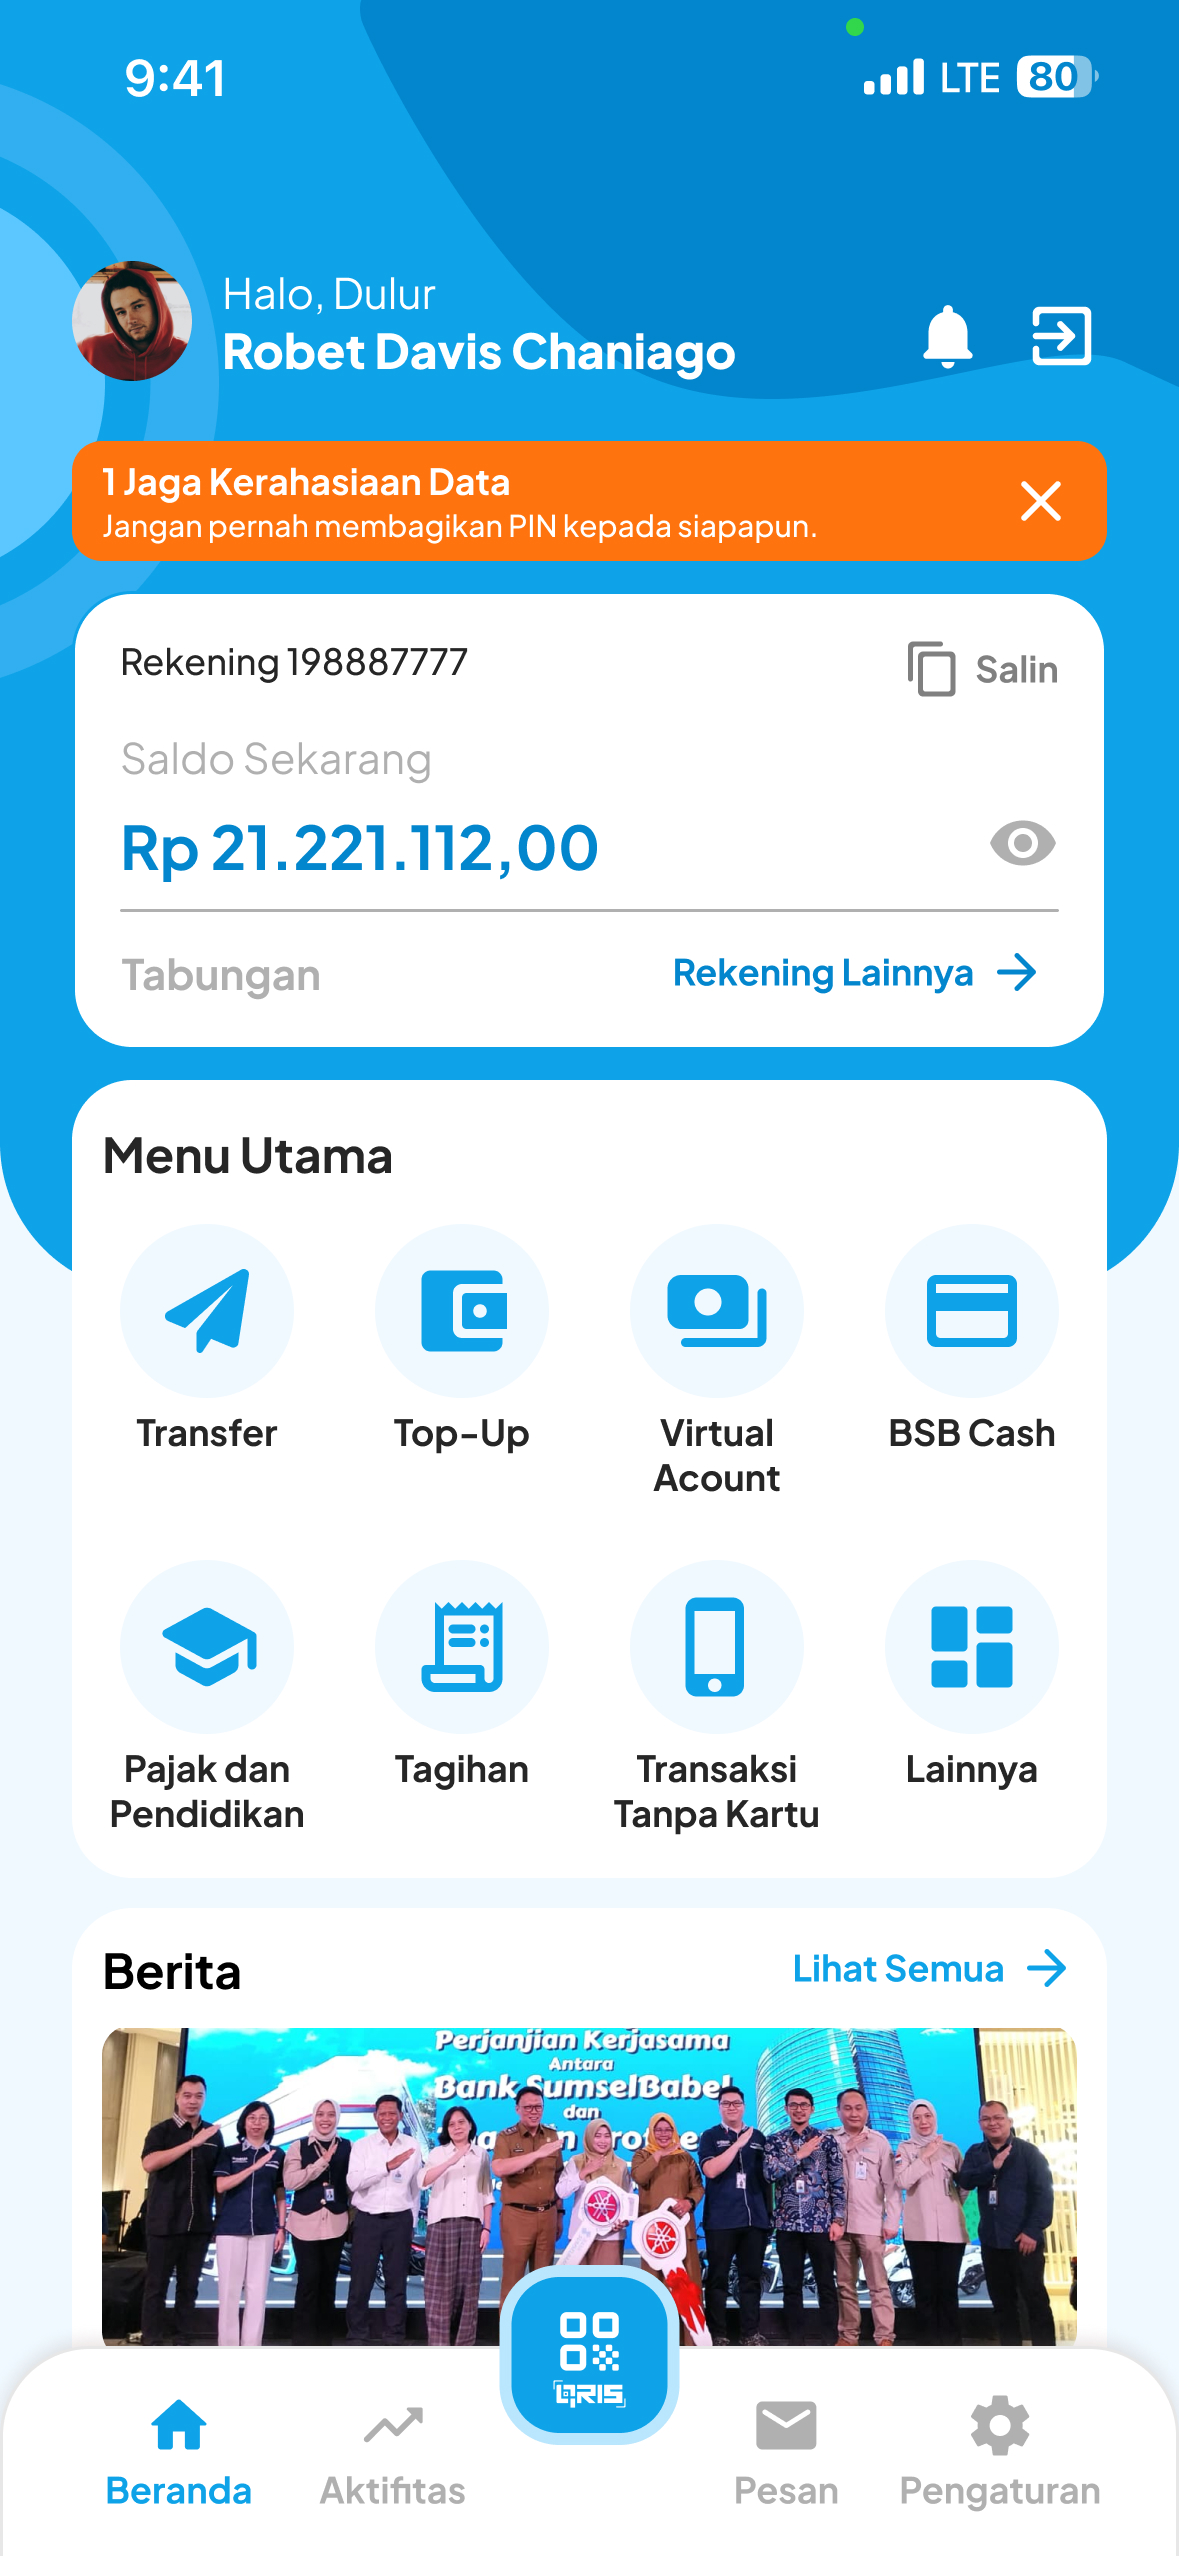 9:41
LTE 80
Halo, Dulur
Robet Davis Chaniago
1 Jaga Kerahasiaan Data
Jangan pernah membagikan PIN kepada siapapun.
Rekening 198887777
Salin
Saldo Sekarang
Rp 21.221.112,00
Tabungan
Rekening Lainnya
Menu Utama
Transfer
Top-Up
Virtual
Acount
BSB Cash
Pajak dan
Pendidikan
Tagihan
Transaksi
Tanpa Kartu
Lainnya
Berita
Lihat Semua
Perjanjian Kerjasama
Antara
Bank SumselBabel
dan
QRIS
Beranda
Aktifitas
Pesan
Pengaturan